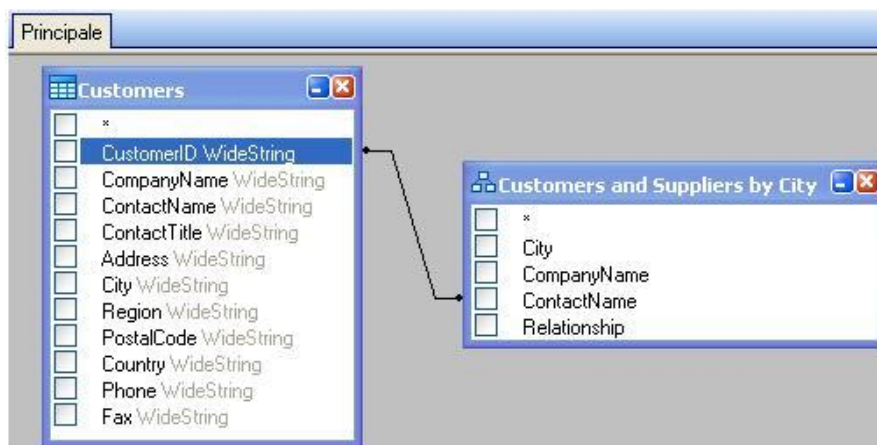 Principale
Customers
*
CustomerID WideString
CompanyName WideString
ContactName WideString
ContactTitle WideString
Address WideString
City WideString
Region WideString
PostalCode WideString
Country WideString
Phone WideString
Fax WideString
Customers and Suppliers by City
*
City
CompanyName
ContactName
Relationship